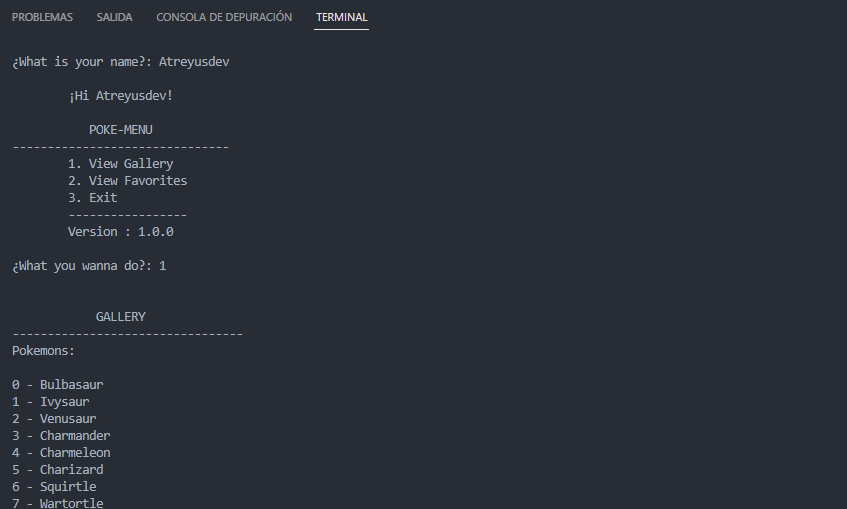 PROBLEMAS SALIDA CONSOLA DE DEPURACIÓN TERMINAL
¿What is your name?: Atreyusdev
¡Hi Atreyusdev!
POKE-MENU
-------------------------------
1. View Gallery
2. View Favorites
3. Exit
-----------------
Version : 1.0.0
¿What you wanna do?: 1
GALLERY
---------------------------------
Pokemons:
0 - Bulbasaur
1 - Ivysaur
2 - Venusaur
3 - Charmander
4 - Charmeleon
5 - Charizard
6 - Squirtle
7 - Wartortle